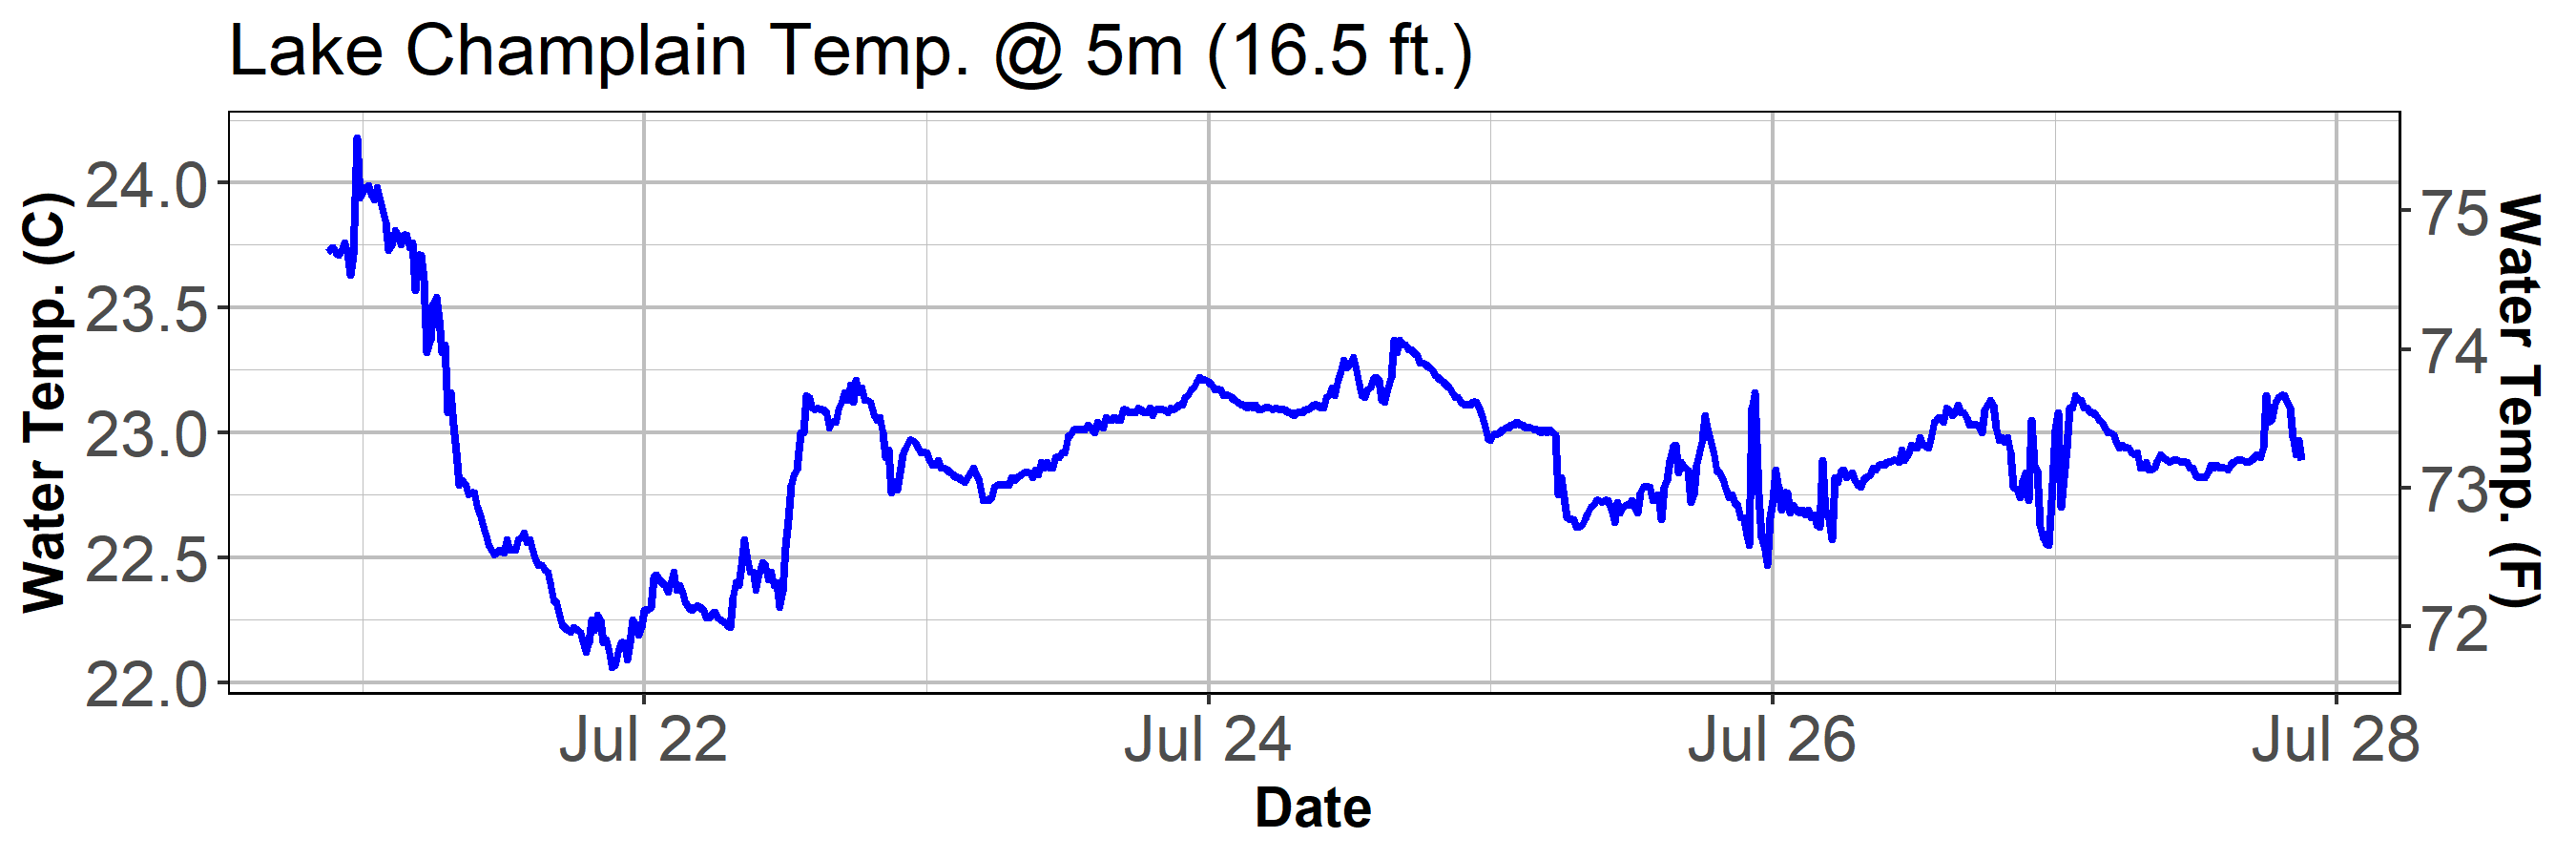 Lake Champlain Temp. @ 5m (16.5 ft.)
Water Temp. (C)
24.0
23.5
23.0
22.5
22.0
75
74
73
72
Water Temp. (F)
Jul 22 Jul 24 Jul 26 Jul 28
Date